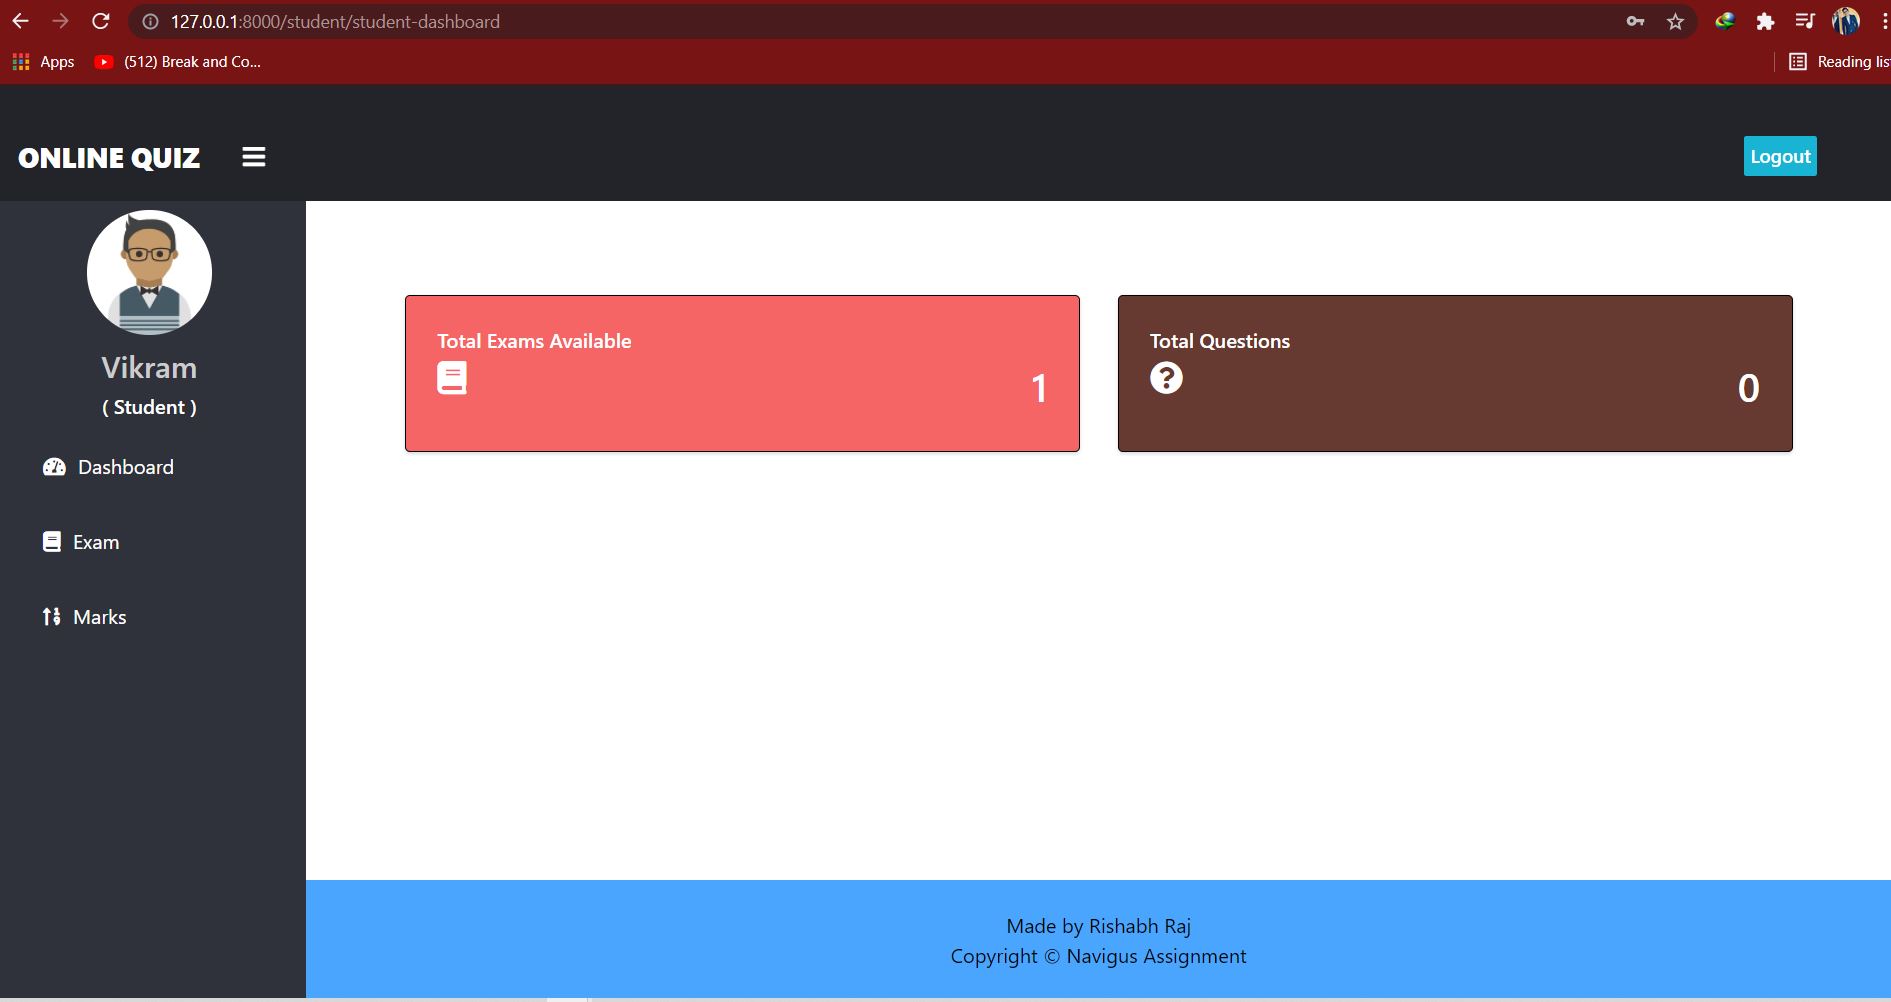 127.0.0.1:8000/student/student-dashboard
Apps
(512) Break and Co...
Reading lis
ONLINE QUIZ
Logout
Vikram
( Student )
Dashboard
Exam
Marks
Total Exams Available
1
Total Questions
?
0
Made by Rishabh Raj
Copyright © Navigus Assignment